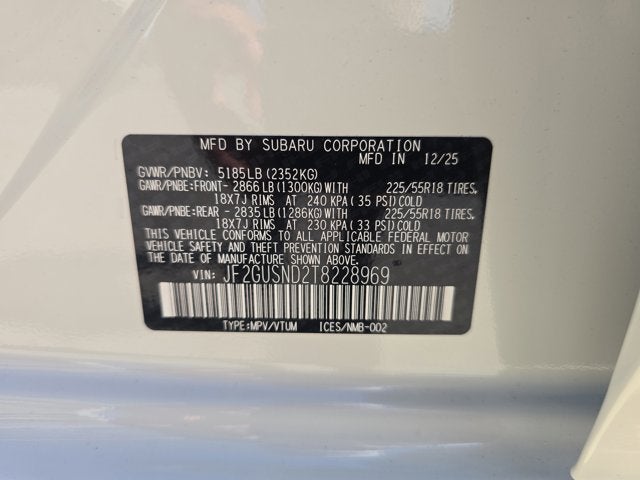 MFD BY SUBARU CORPORATION
MFD IN 12/25
GVWR/PNBV: 5185LB (2352KG)
GAWR/PNBE:FRONT- 2866 LB (1300KG) WITH 225/55R18 TIRES,
18X7J RIMS AT 240 KPA ( 35 PSI) COLD
GAWR/PNBE:REAR - 2835 LB (1286KG) WITH 225/55R18 TIRES,
18X7J RIMS AT 230 KPA ( 33 PSI) COLD
THIS VEHICLE CONFORMS TO ALL APPLICABLE FEDERAL MOTOR
VEHICLE SAFETY AND THEFT PREVENTION STANDARDS IN EFFECT ON
THE DATE OF MANUFACTURE SHOWN ABOVE.
VIN: JF2GUSND2T8228969
TYPE:MPV/VTUM ICES/NMB-002